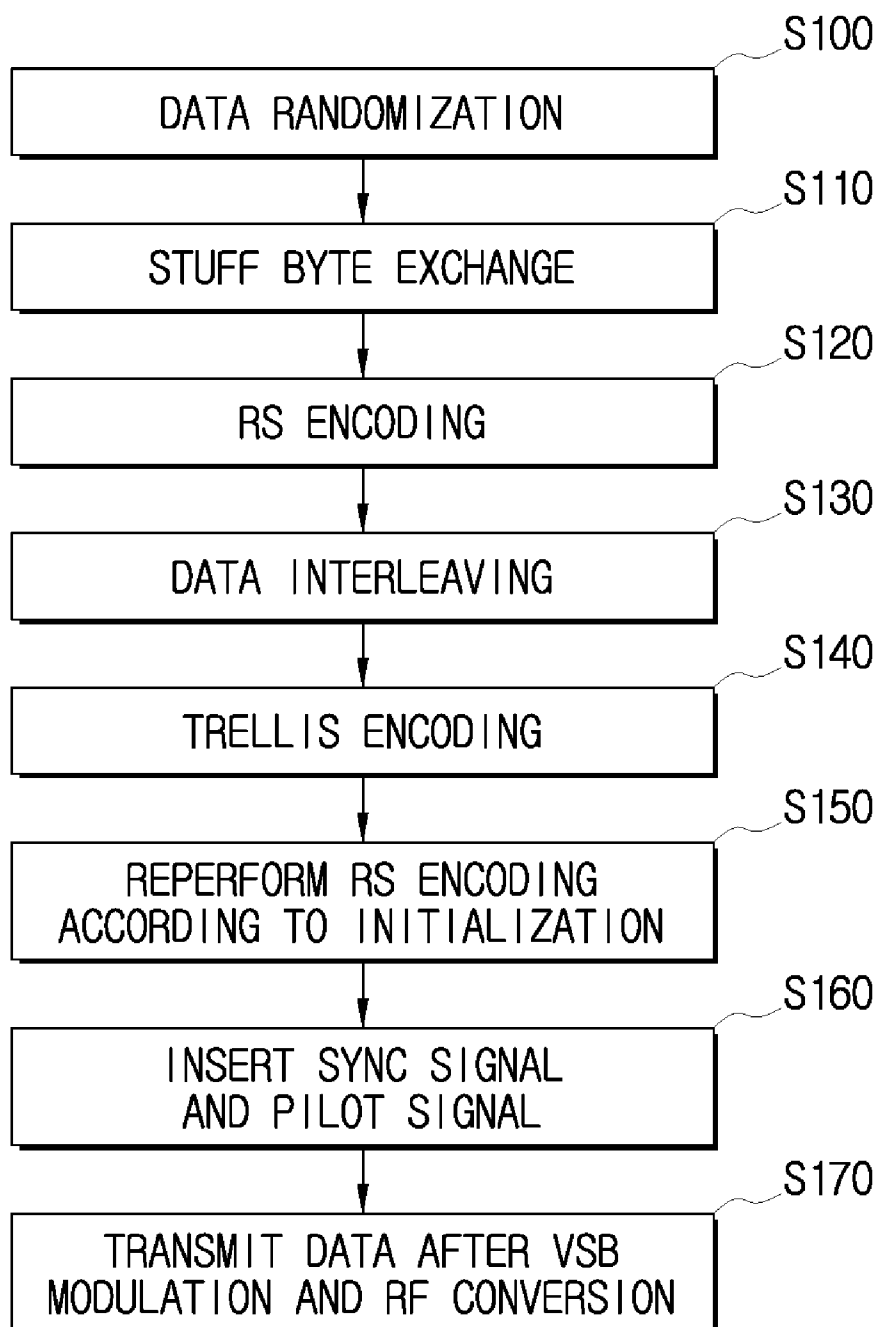 S100
DATA RANDOMIZATION
S110
STUFF BYTE EXCHANGE
S120
RS ENCODING
S130
DATA INTERLEAVING
S140
TRELLIS ENCODING
S150
REPERFORM RS ENCODING
ACCORDING TO INITIALIZATION
S160
INSERT SYNC SIGNAL
AND PILOT SIGNAL
S170
TRANSMIT DATA AFTER VSB
MODULATION AND RF CONVERSION